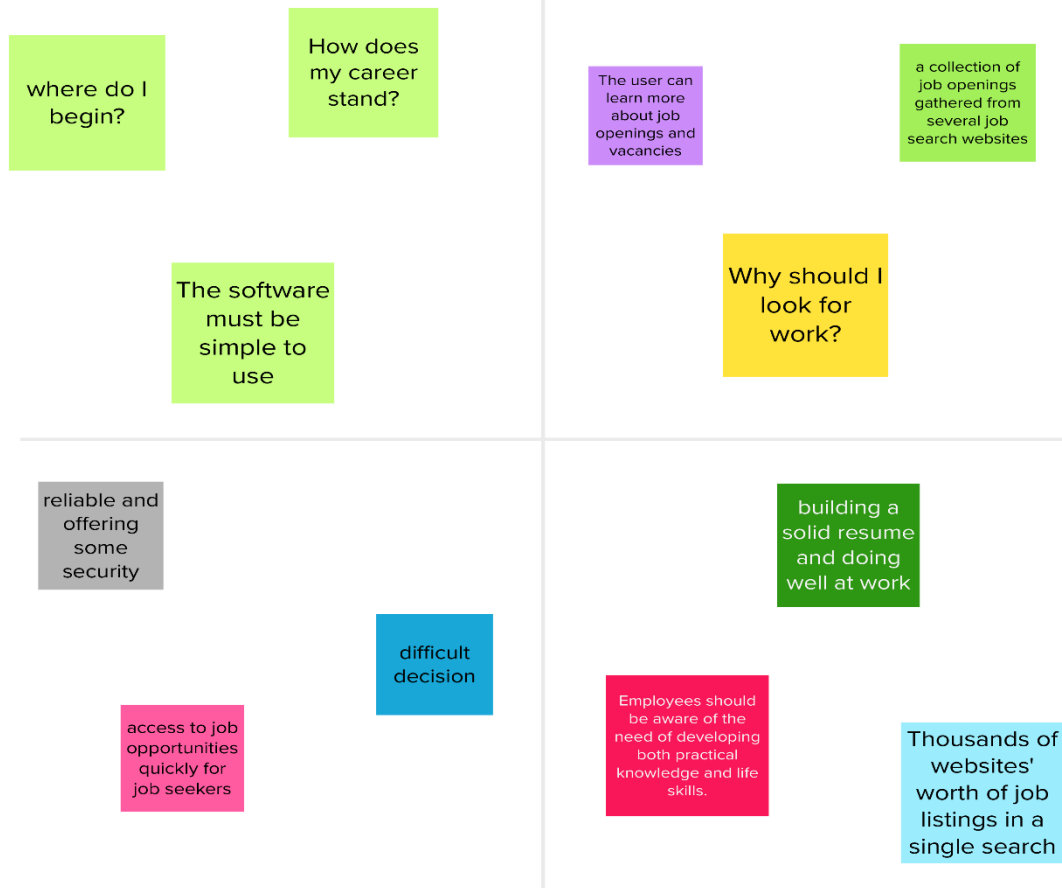 where do I
begin?
How does
my career
stand?
The software
must be
simple to
use
The user can
learn more
about job
openings and
vacancies
a collection of
job openings
gathered from
several job
search websites
Why should I
look for
work?
reliable and
offering
some
security
difficult
decision
access to job
opportunities
quickly for
job seekers
building a
solid resume
and doing
well at work
Employees should
be aware of the
need of developing
both practical
knowledge and life
skills.
Thousands of
websites'
worth of job
listings in a
single search